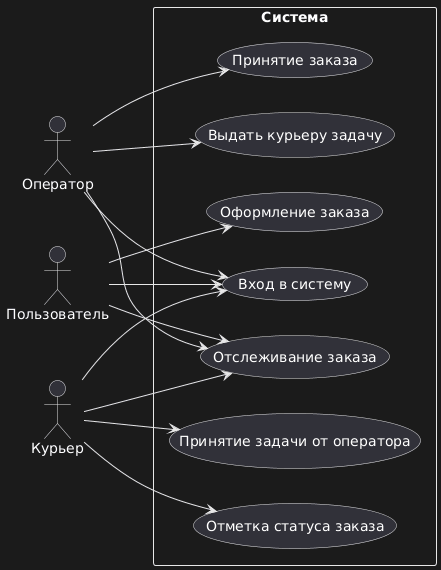 Система
Принятие заказа
Выдать курьеру задачу
Оператор
Оформление заказа
Вход в систему
Пользователь
Отслеживание заказа
Принятие задачи от оператора
Курьер
Отметка статуса заказа